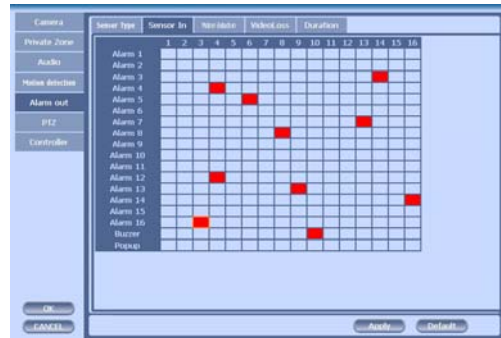 Camera
Private Zone
Audio
Motion detection
Alarm out
PTZ
Controller
OK
CANCEL
Sensor Type Sensor In Motion VideoLoss Duration
1 2 3 4 5 6 7 8 9 10 11 12 13 14 15 16
Alarm 1
Alarm 2
Alarm 3
Alarm 4
Alarm 5
Alarm 6
Alarm 7
Alarm 8
Alarm 9
Alarm 10
Alarm 11
Alarm 12
Alarm 13
Alarm 14
Alarm 15
Alarm 16
Buzzer
Popup
Apply Default